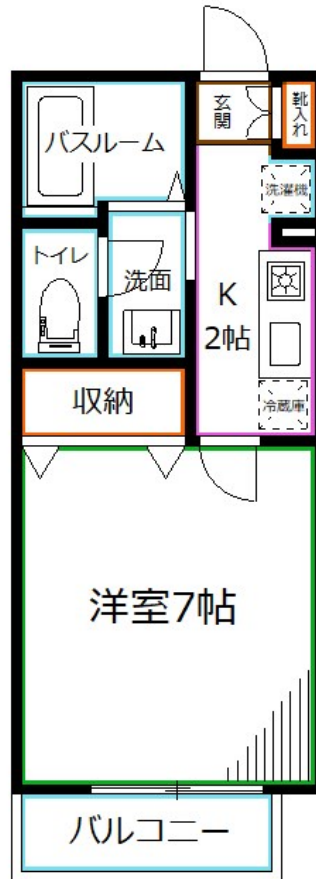 玄関
靴入れ
バスルーム
洗濯機
トイレ
洗面
K
2帖
収納
冷蔵庫
洋室7帖
バルコニー